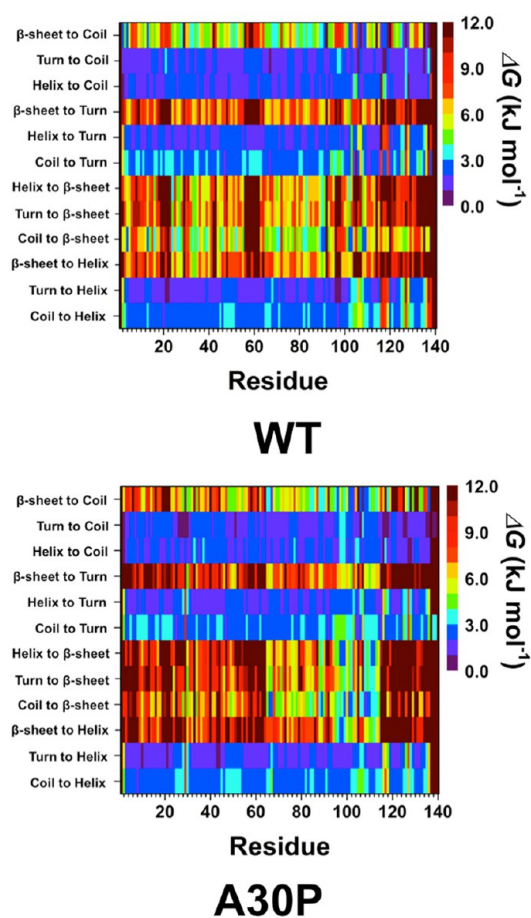 β-sheet to Coil
Turn to Coil
Helix to Coil
β-sheet to Turn
Helix to Turn
Coil to Turn
Helix to β-sheet
Turn to β-sheet
Coil to β-sheet
β-sheet to Helix
Turn to Helix
Coil to Helix
20 40 60 80 100 120 140
Residue
12.0
9.0
6.0
3.0
0.0
ΔG (kJ mol⁻¹)
WT
β-sheet to Coil
Turn to Coil
Helix to Coil
β-sheet to Turn
Helix to Turn
Coil to Turn
Helix to β-sheet
Turn to β-sheet
Coil to β-sheet
β-sheet to Helix
Turn to Helix
Coil to Helix
20 40 60 80 100 120 140
Residue
12.0
9.0
6.0
3.0
0.0
ΔG (kJ mol⁻¹)
A30P